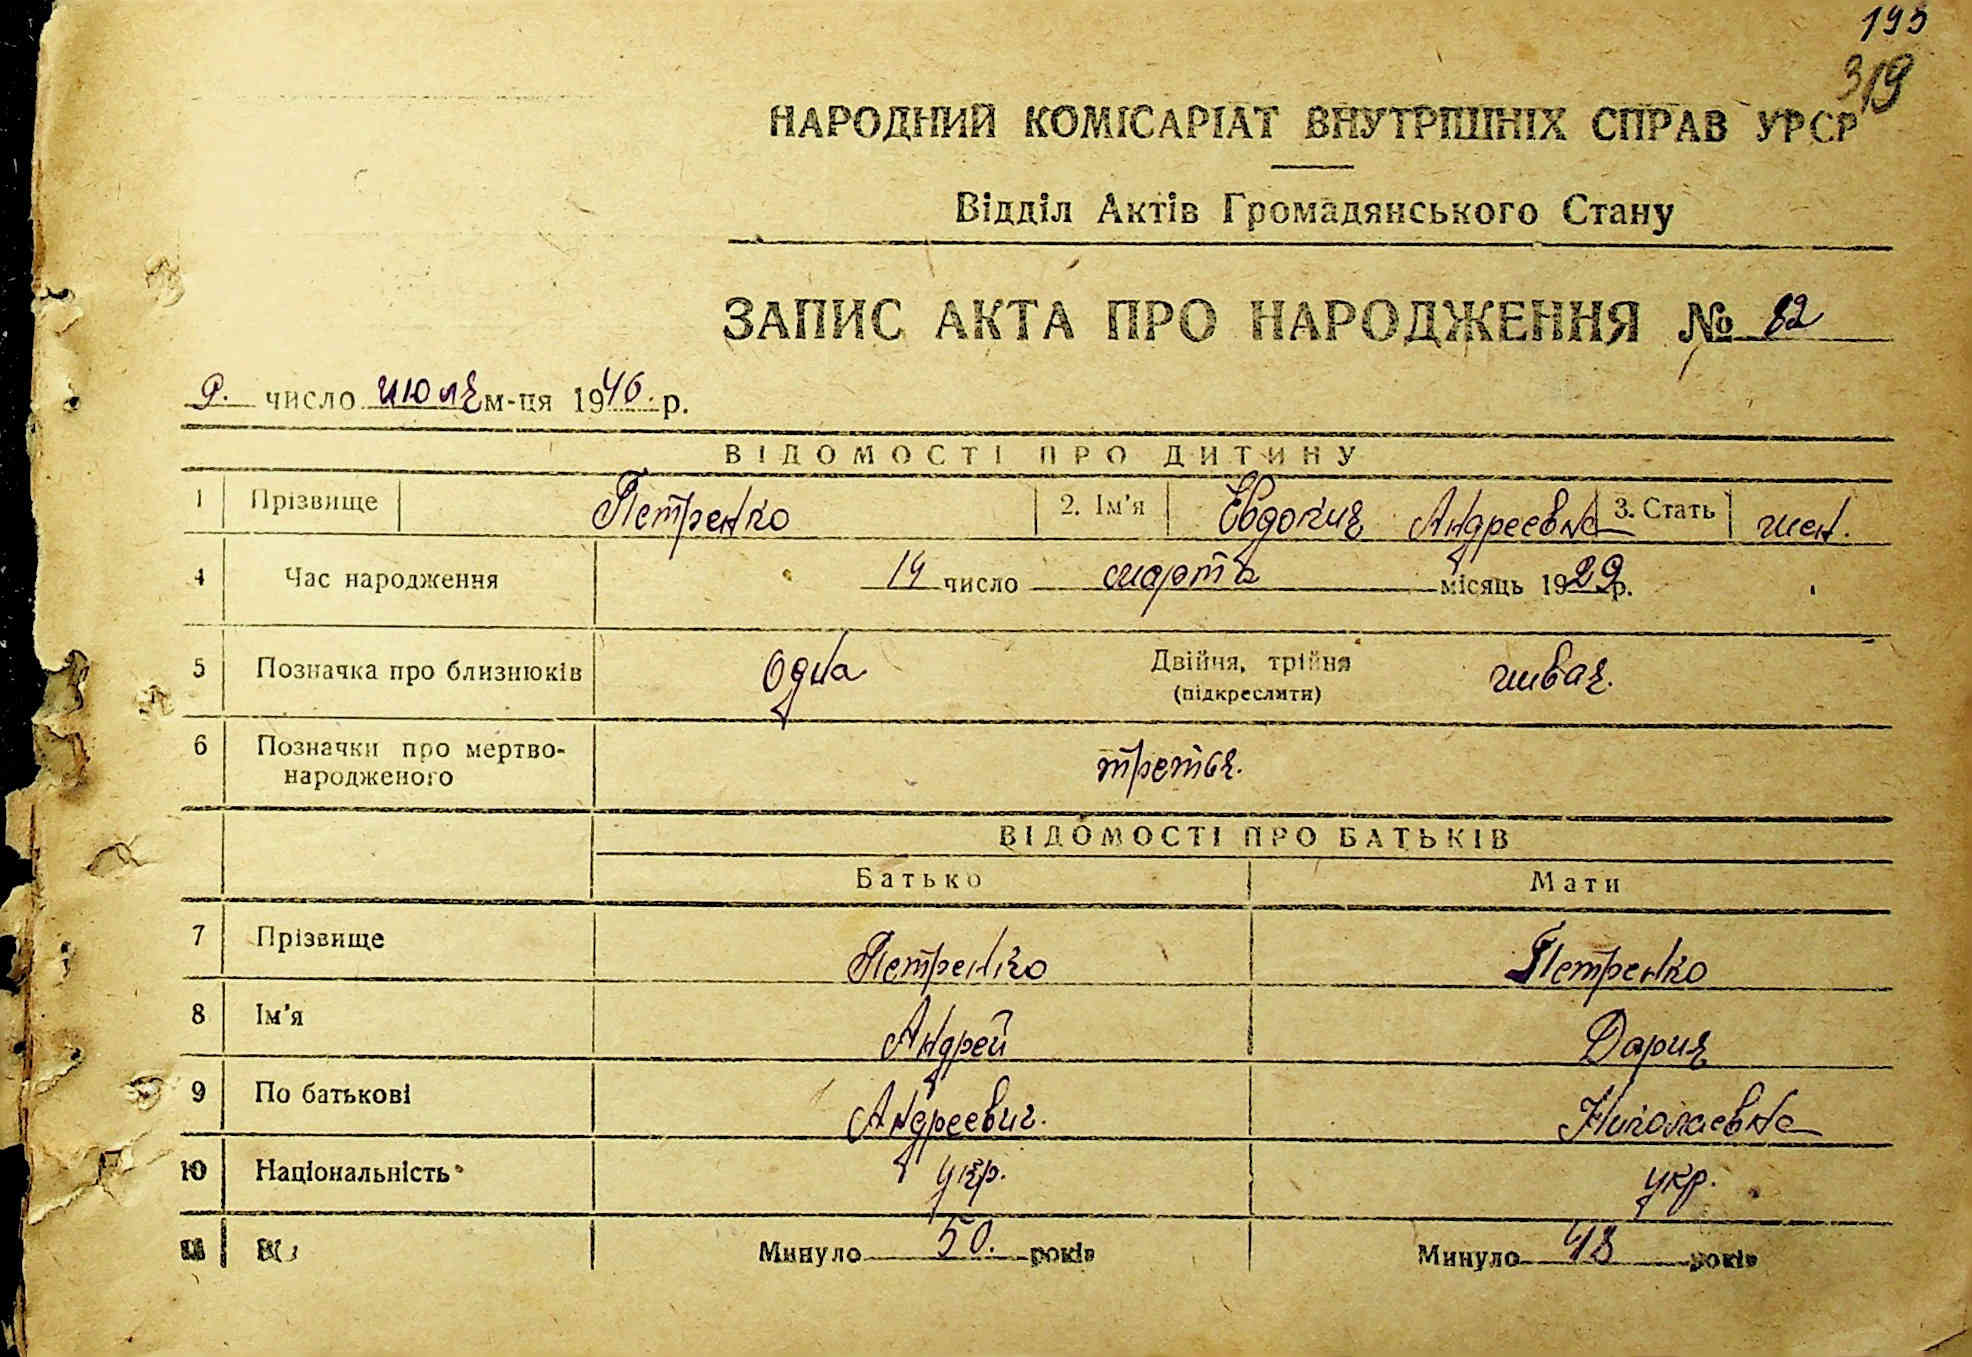 193
319
НАРОДНИЙ КОМІСАРІАТ ВНУТРІШНІХ СПРАВ УРСР
Відділ Актів Громадянського Стану
ЗАПИС АКТА ПРО НАРОДЖЕННЯ № 82
9. число июля м-ця 1946. р.
ВІДОМОСТІ ПРО ДИТИНУ
1 Прізвище Петренко 2. Ім'я Евдокия Андреевна 3. Стать жен.
4 Час народження 14 число марта місяць 1929 р.
5 Позначка про близнюків Одна Двійня, трійня живая.
(підкреслити)
6 Позначки про мертво-
народженого третья.
ВІДОМОСТІ ПРО БАТЬКІВ
Батько Мати
7 Прізвище Петренко Петренко
8 Ім'я Андрей Дария
9 По батькові Андреевич. Николаевна
10 Національність укр. укр.
Минуло 50. років Минуло 48 років